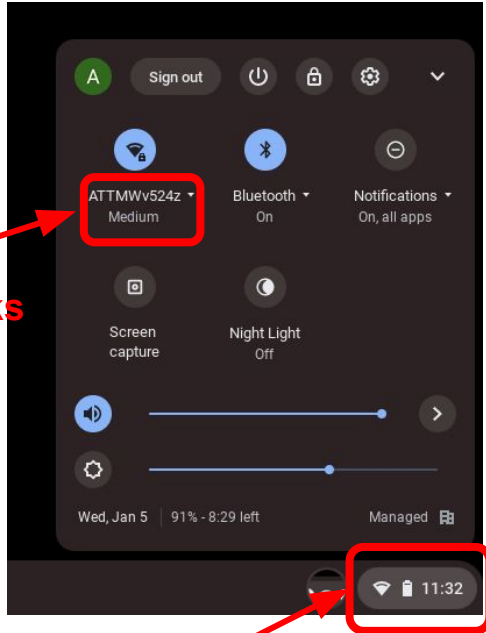 A Sign out
ATTMWv524z Bluetooth Notifications
Medium On On, all apps
ks
Screen capture Night Light
Off
Wed, Jan 5 91% - 8:29 left Managed
11:32